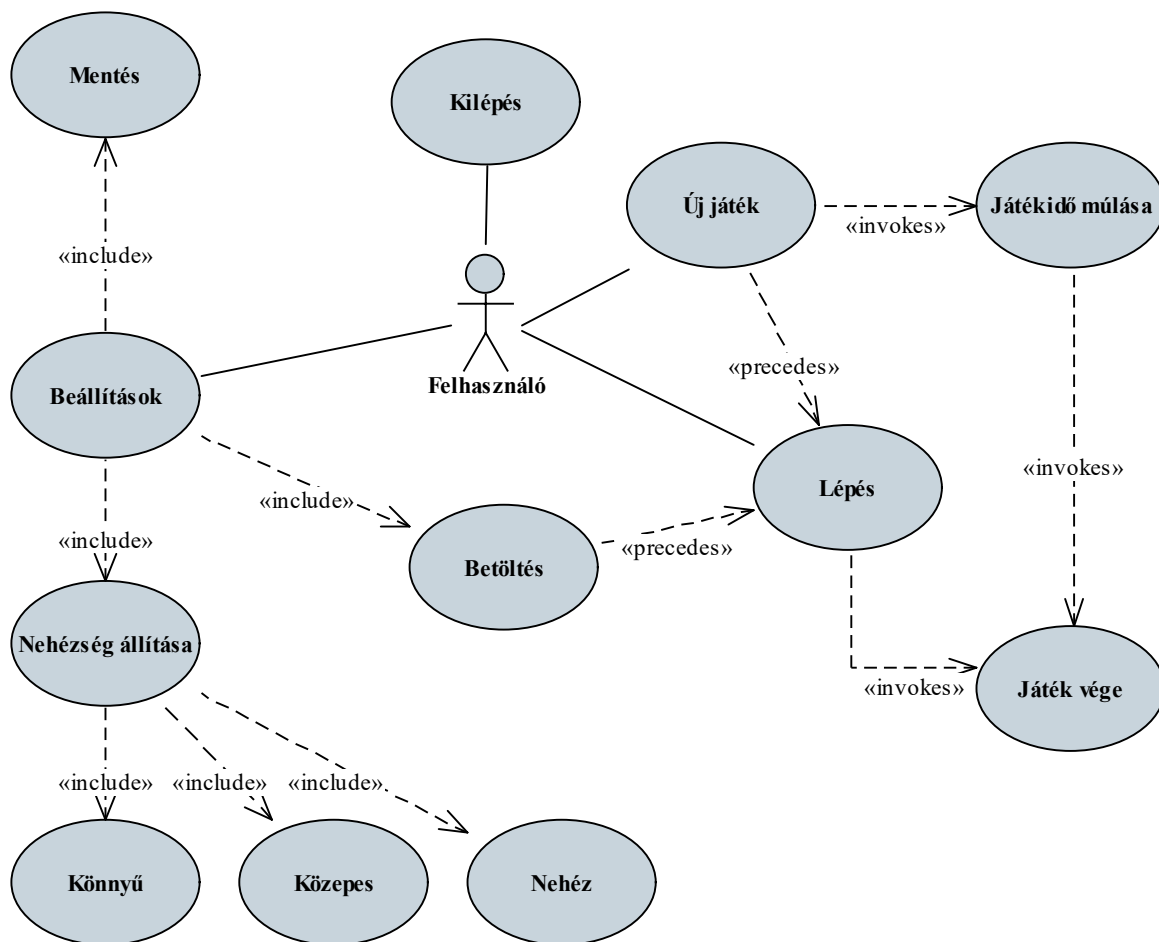 Mentés
Kilépés
Új játék
Játékidő múlása
«invokes»
«include»
Felhasználó
«precedes»
Beállítások
«invokes»
Lépés
«include»
«include»
Betöltés
«precedes»
Nehézség állítása
«invokes»
Játék vége
«include»
«include»
«include»
Könnyű
Közepes
Nehéz